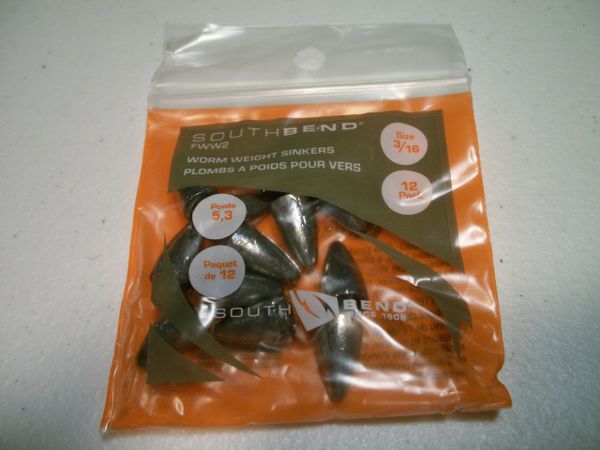 SOUTHBEND®
FWW2
WORM WEIGHT SINKERS
PLOMBS A POIDS POUR VERS
Size
3/16
12
Pack
Poids
5,3
Paquet
de 12
SOUTH BEND
SINCE 1906